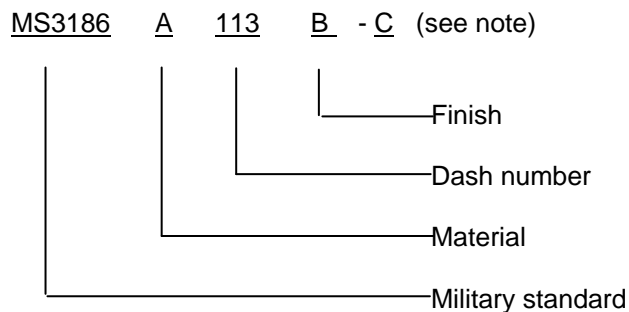 MS3186 A 113 B - C (see note)
Finish
Dash number
Material
Military standard